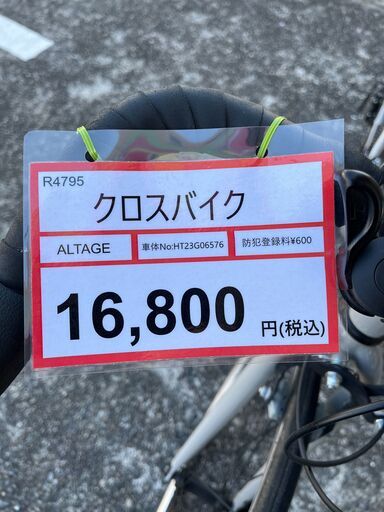 R4795
クロスバイク
ALTAGE
車体No:HT23G06576
防犯登録料¥600
16,800 円(税込)